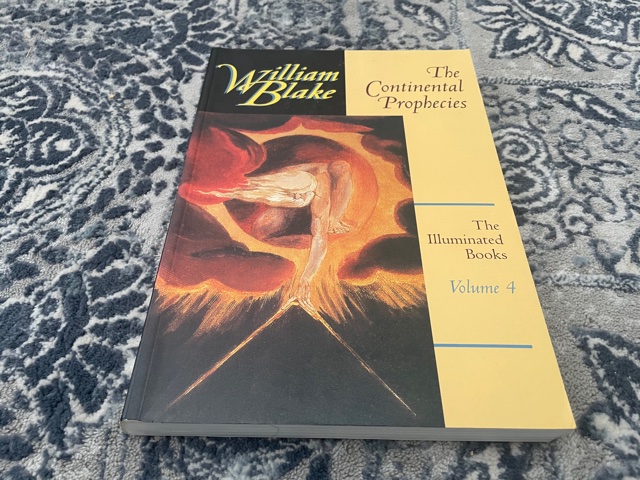 William
Blake
The
Continental
Prophecies
The
Illuminated
Books
Volume 4